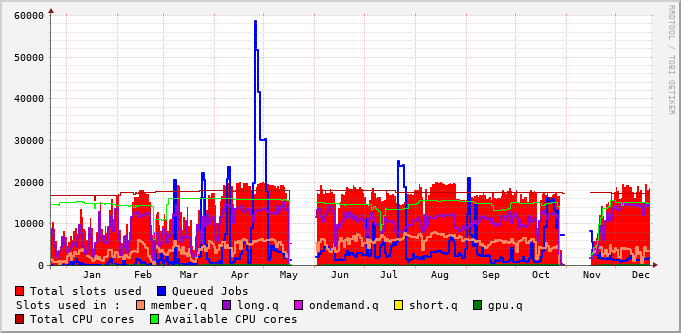 60000
50000
40000
30000
20000
10000
0
Jan Feb Mar Apr May Jun Jul Aug Sep Oct Nov Dec
Total slots used Queued Jobs
Slots used in : member.q long.q ondemand.q short.q gpu.q
Total CPU cores Available CPU cores
RRDTOOL / TOBI OETIKER